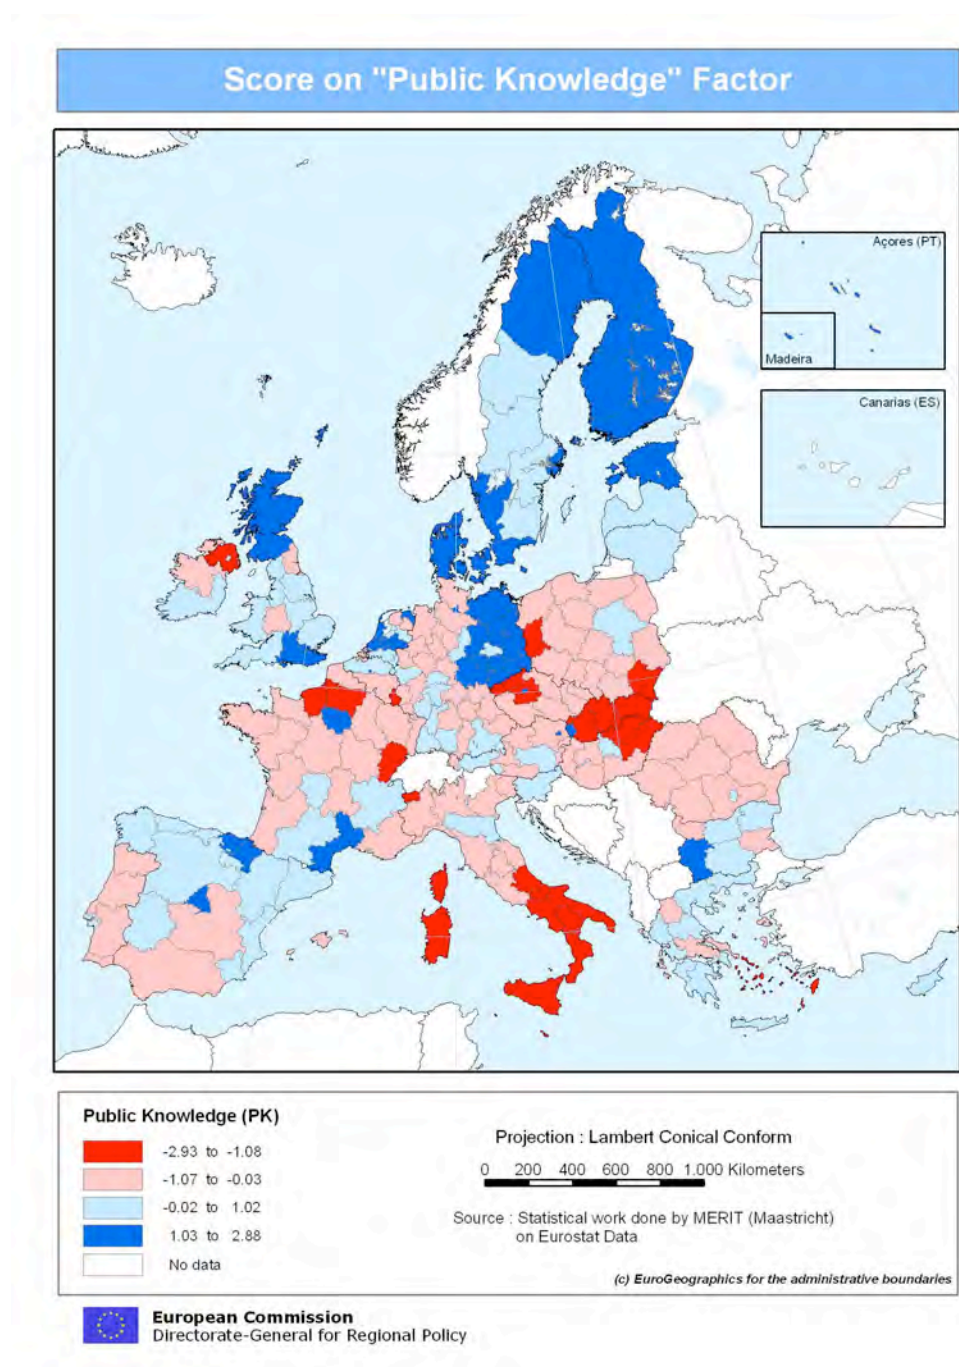 Score on "Public Knowledge" Factor
Açores (PT)
Madeira
Canarias (ES)
Public Knowledge (PK)
-2.93 to -1.08
-1.07 to -0.03
-0.02 to 1.02
1.03 to 2.88
No data
Projection : Lambert Conical Conform
0 200 400 600 800 1.000 Kilometers
Source : Statistical work done by MERIT (Maastricht)
on Eurostat Data
(c) EuroGeographics for the administrative boundaries
European Commission
Directorate-General for Regional Policy